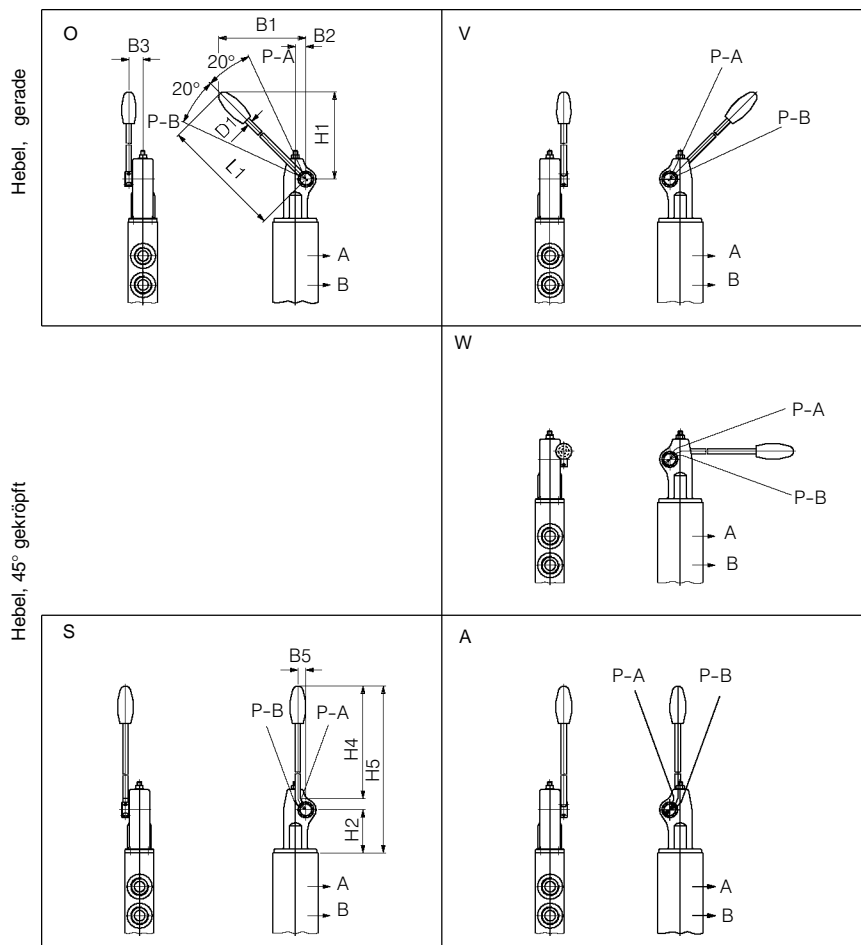 Hebel, gerade
O
B3
B1
B2
P-A
20°
20°
P-B
D1
H1
L1
A
B
V
P-A
P-B
A
B
Hebel, 45° gekröpft
W
P-A
P-B
A
B
S
B5
P-B
P-A
H4
H5
H2
A
B
A
P-A
P-B
A
B